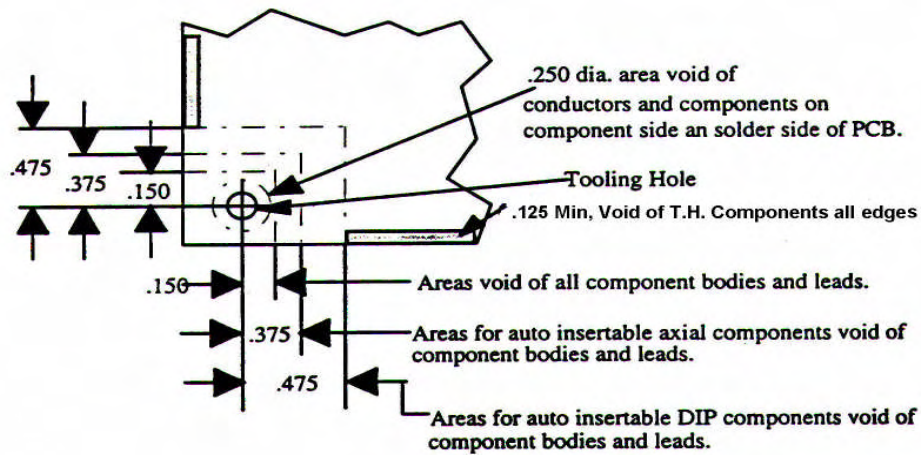 .250 dia. area void of
conductors and components on
component side an solder side of PCB.
.475
.375
.150
Tooling Hole
.125 Min, Void of T.H. Components all edges
.150
Areas void of all component bodies and leads.
.375
Areas for auto insertable axial components void of
component bodies and leads.
.475
Areas for auto insertable DIP components void of
component bodies and leads.